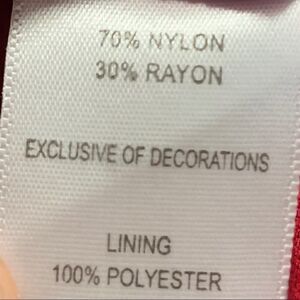 70% NYLON
30% RAYON
EXCLUSIVE OF DECORATIONS
LINING
100% POLYESTER